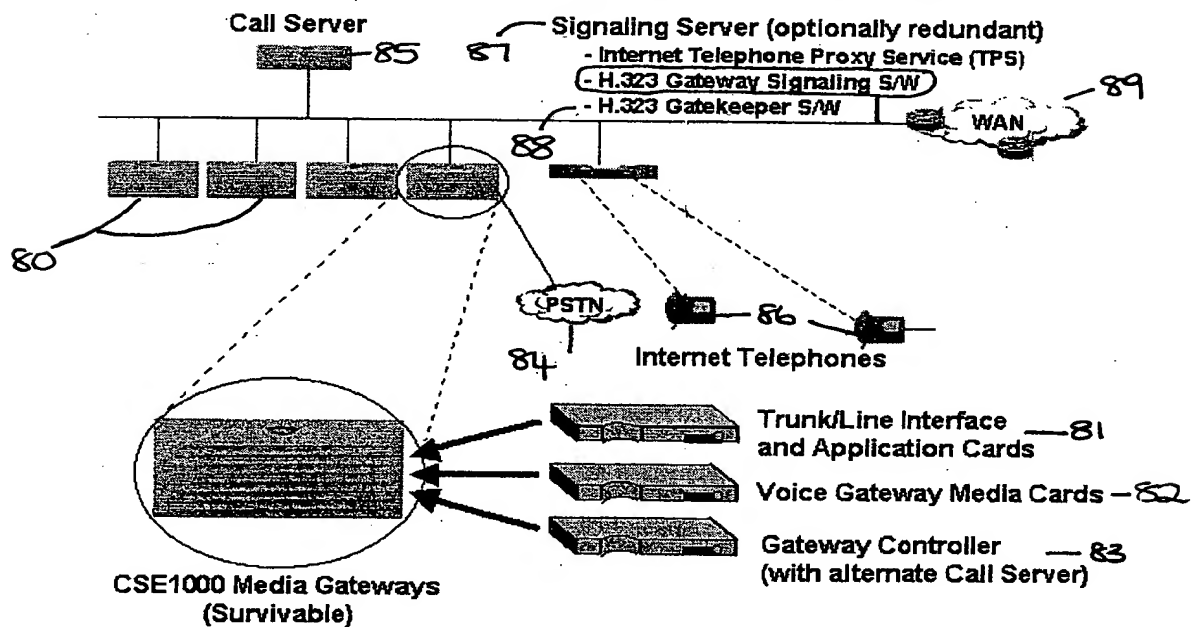 Call Server
85
87
Signaling Server (optionally redundant)
- Internet Telephone Proxy Service (TPS)
- H.323 Gateway Signaling S/W
- H.323 Gatekeeper S/W
88
89
WAN
80
PSTN
84
86
Internet Telephones
Trunk/Line Interface
and Application Cards
81
Voice Gateway Media Cards
82
Gateway Controller
(with alternate Call Server)
83
CSE1000 Media Gateways
(Survivable)